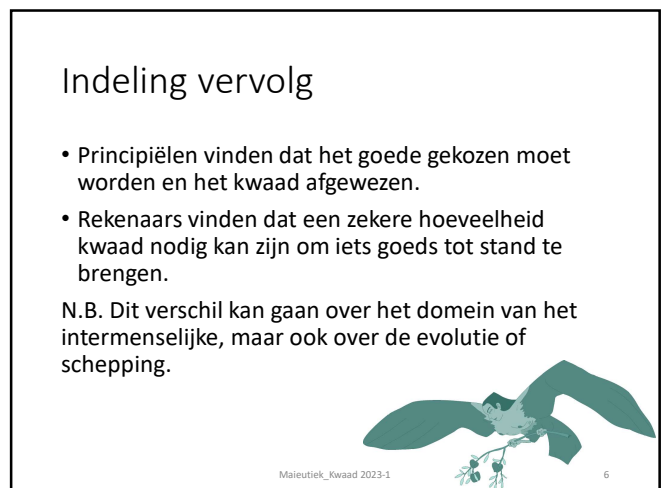 Indeling vervolg
• Principiëlen vinden dat het goede gekozen moet
worden en het kwaad afgewezen.
• Rekenaars vinden dat een zekere hoeveelheid
kwaad nodig kan zijn om iets goeds tot stand te
brengen.
N.B. Dit verschil kan gaan over het domein van het
intermenselijke, maar ook over de evolutie of
schepping.
Maieutiek_Kwaad 2023-1
6